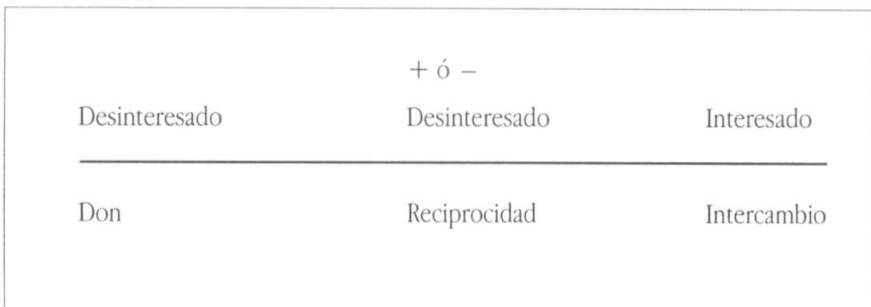 + ó –
Desinteresado Desinteresado Interesado
Don Reciprocidad Intercambio